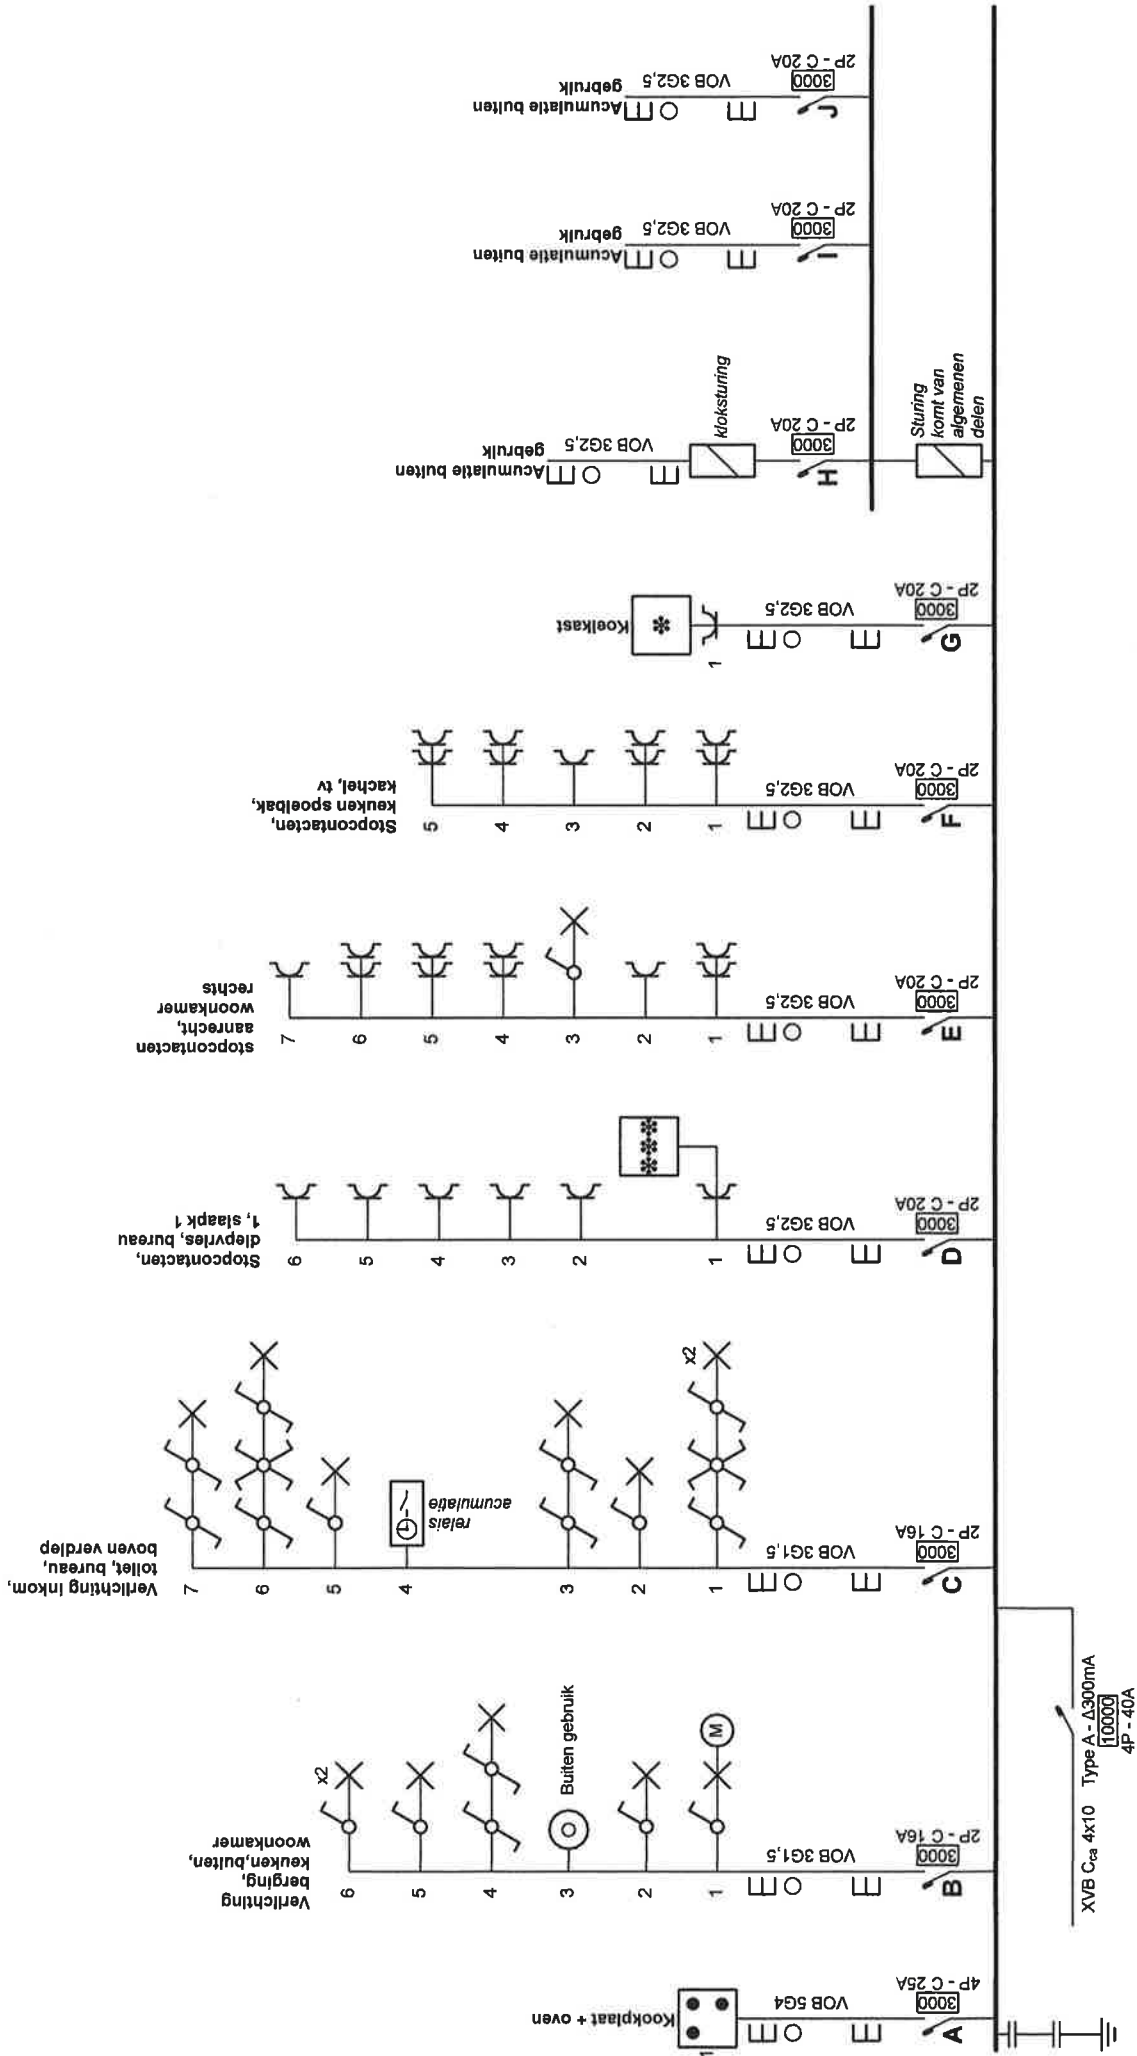 Kookplaat + oven
1
VOB 5G4
A
3000
4P - C 25A
Verlichting
berging,
keuken,buiten,
woonkamer
6
x2
5
4
3
Buiten gebruik
2
1
M
VOB 3G1,5
B
3000
2P - C 16A
Verlichting inkom,
toilet, bureau,
boven verdiep
7
6
5
4
relais
acumulatie
3
2
1
x2
VOB 3G1,5
C
3000
2P - C 16A
Stopcontacten,
diepvries, bureau
1, slaapk 1
6
5
4
3
2
1
VOB 3G2,5
D
3000
2P - C 20A
stopcontacten
aanrecht,
woonkamer
rechts
7
6
5
4
3
2
1
VOB 3G2,5
E
3000
2P - C 20A
Stopcontacten,
keuken spoelbak,
kachel, tv
5
4
3
2
1
VOB 3G2,5
F
3000
2P - C 20A
Koelkast
1
VOB 3G2,5
G
3000
2P - C 20A
Acumulatie buiten
gebruik
VOB 3G2,5
kloksturing
H
3000
2P - C 20A
Sturing
komt van
algemenen
delen
Acumulatie buiten
gebruik
VOB 3G2,5
I
3000
2P - C 20A
Acumulatie buiten
gebruik
VOB 3G2,5
J
3000
2P - C 20A
XVB Cca 4x10
Type A - Δ300mA
10000
4P - 40A